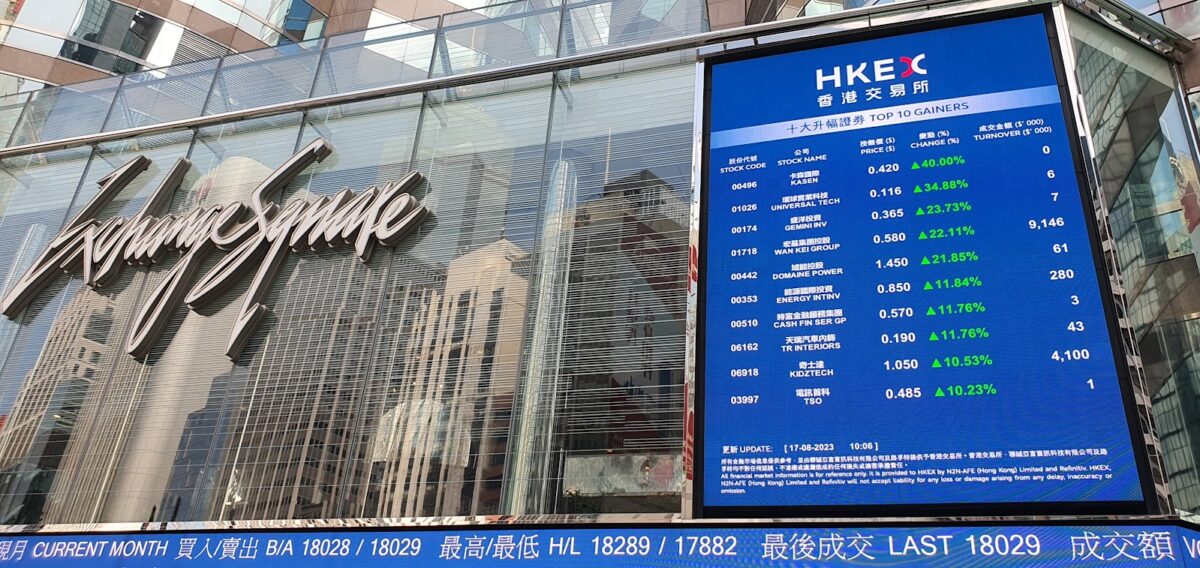 Exchange Square
HKEX
香港交易所
十大升幅證券 TOP 10 GAINERS
股份代號 公司 按盤價 ($) 變動 (%) 成交金額 ($' 000)
STOCK CODE STOCK NAME PRICE ($) CHANGE (%) TURNOVER ($' 000)
00496 卡森國際 0.420 ▲40.00% 0
KASEN
01026 環球實業科技 0.116 ▲34.88% 6
UNIVERSAL TECH
00174 盛洋投資 0.365 ▲23.73% 7
GEMINI INV
01718 宏基集團控股 0.580 ▲22.11% 9,146
WAN KEI GROUP
00442 域能控股 1.450 ▲21.85% 61
DOMAINE POWER
00353 能源國際投資 0.850 ▲11.84% 280
ENERGY INTINV
00510 時富金融服務集團 0.570 ▲11.76% 3
CASH FIN SER GP
06162 天瑞汽車內飾 0.190 ▲11.76% 43
TR INTERIORS
06918 奇士達 1.050 ▲10.53% 4,100
KIDZTECH
03997 電訊首科 0.485 ▲10.23% 1
TSO
更新 UPDATE: [ 17-08-2023 10:06 ]
All financial market information is for reference only. It is provided to HKEX by N2N-AFE (Hong Kong) Limited and Refinitiv. HKEX,
N2N-AFE (Hong Kong) Limited and Refinitiv will not accept liability for any loss or damage arising from any delay, inaccuracy or
omission.
現月 CURRENT MONTH 買入/賣出 B/A 18028 / 18029 最高/最低 H/L 18289 / 17882 最後成交 LAST 18029 成交額